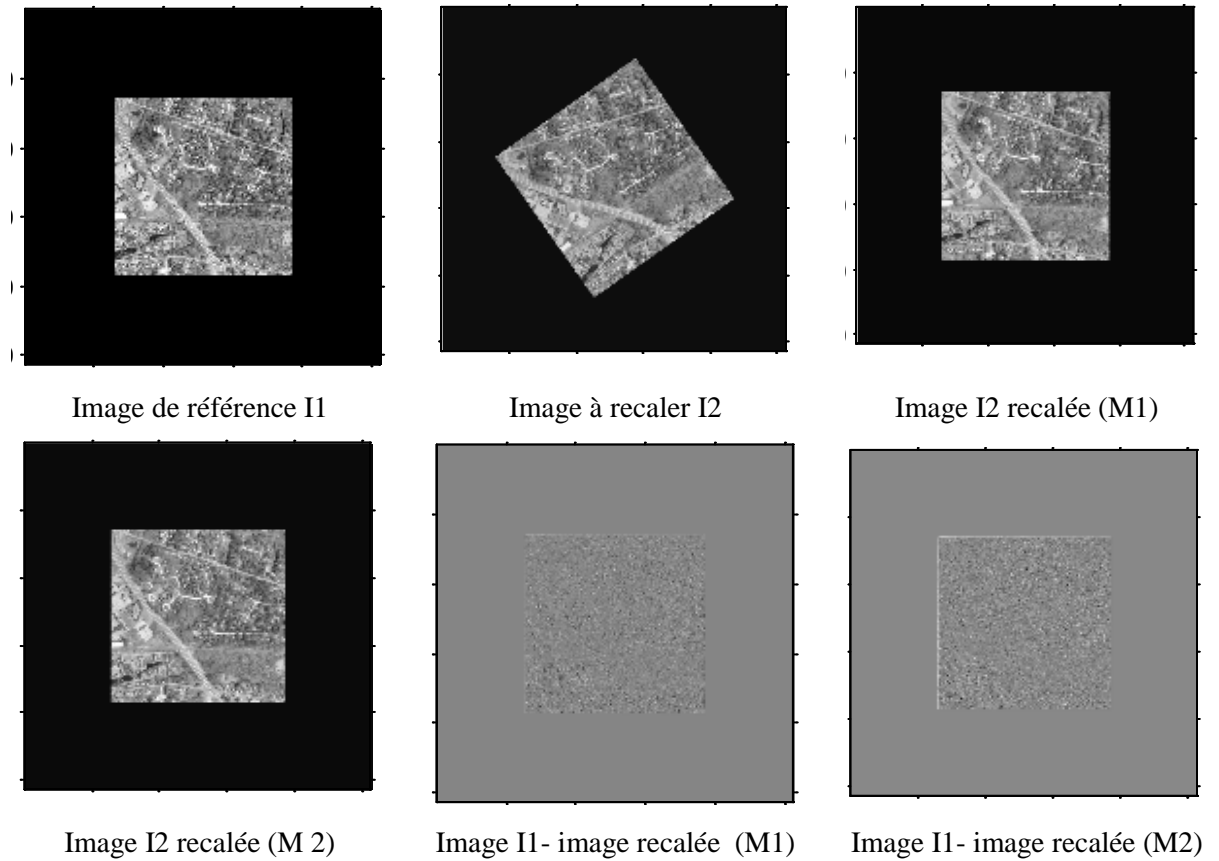 Image de référence I1
Image à recaler I2
Image I2 recalée (M1)
Image I2 recalée (M 2)
Image I1- image recalée  (M1)
Image I1- image recalée (M2)